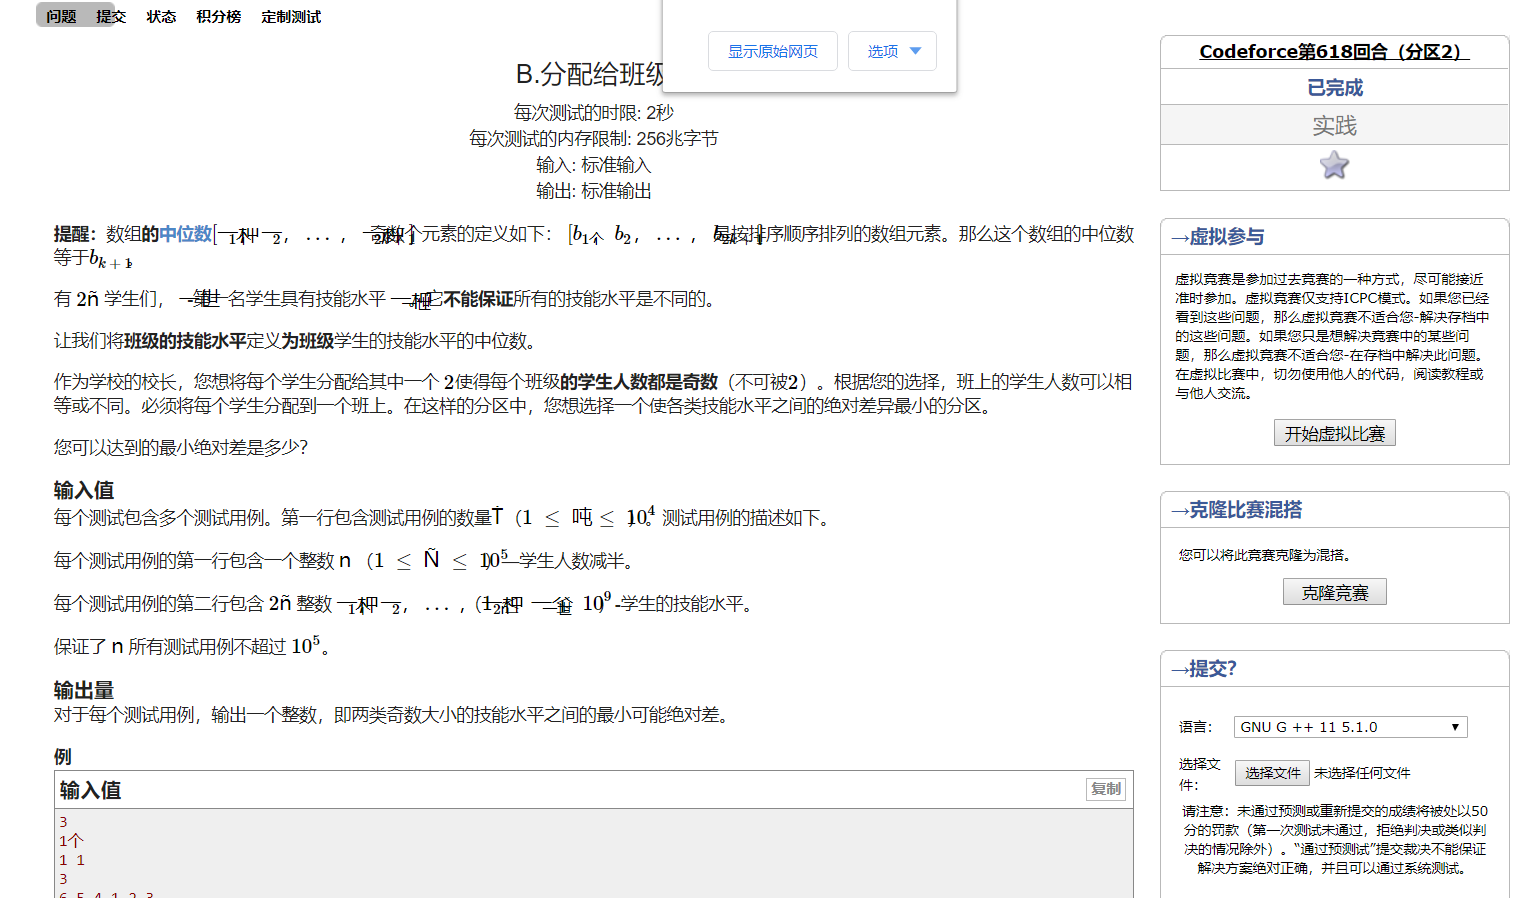 问题 提交 状态 积分榜 定制测试
显示原始网页 选项
B.分配给班级
每次测试的时限: 2秒
每次测试的内存限制: 256兆字节
输入: 标准输入
输出: 标准输出
提醒：数组的中位数[
奇数个元素的定义如下：
是按排序顺序排列的数组元素。那么这个数组的中位数
等于b k + 1
有 2ñ 学生们，
一名学生具有技能水平
它不能保证所有的技能水平是不同的。
让我们将班级的技能水平定义为班级学生的技能水平的中位数。
作为学校的校长，您想将每个学生分配给其中一个 2使得每个班级的学生人数都是奇数（不可被2）。根据您的选择，班上的学生人数可以相
等或不同。必须将每个学生分配到一个班上。在这样的分区中，您想选择一个使各类技能水平之间的绝对差异最小的分区。
您可以达到的最小绝对差是多少?
输入值
每个测试包含多个测试用例。第一行包含测试用例的数量Ť（1 ≤ 吨 ≤ 10⁴）。测试用例的描述如下。
每个测试用例的第一行包含一个整数 n （1 ≤ Ñ ≤ 10⁵）—学生人数减半。
每个测试用例的第二行包含 2ñ 整数
10⁹）-学生的技能水平。
保证了 n 所有测试用例不超过 10⁵。
输出量
对于每个测试用例，输出一个整数，即两类奇数大小的技能水平之间的最小可能绝对差。
例
输入值 复制
3
1个
1 1
3
6 5 4 1 2 3
Codeforce第618回合（分区2）
已完成
实践
→虚拟参与
虚拟竞赛是参加过去竞赛的一种方式，尽可能接近
准时参加。虚拟竞赛仅支持ICPC模式。如果您已经
看到这些问题，那么虚拟竞赛不适合您-解决存档中
的这些问题。如果您只是想解决竞赛中的某些问
题，那么虚拟竞赛不适合您-在存档中解决此问题。
在虚拟比赛中，切勿使用他人的代码，阅读教程或
与他人交流。
开始虚拟比赛
→克隆比赛混搭
您可以将此竞赛克隆为混搭。
克隆竞赛
→提交?
语言： GNU G ++ 11 5.1.0
选择文
件： 选择文件 未选择任何文件
请注意：未通过预测或重新提交的成绩将被处以50
分的罚款（第一次测试未通过，拒绝判决或类似判
决的情况除外）。“通过预测试”提交裁决不能保证
解决方案绝对正确，并且可以通过系统测试。